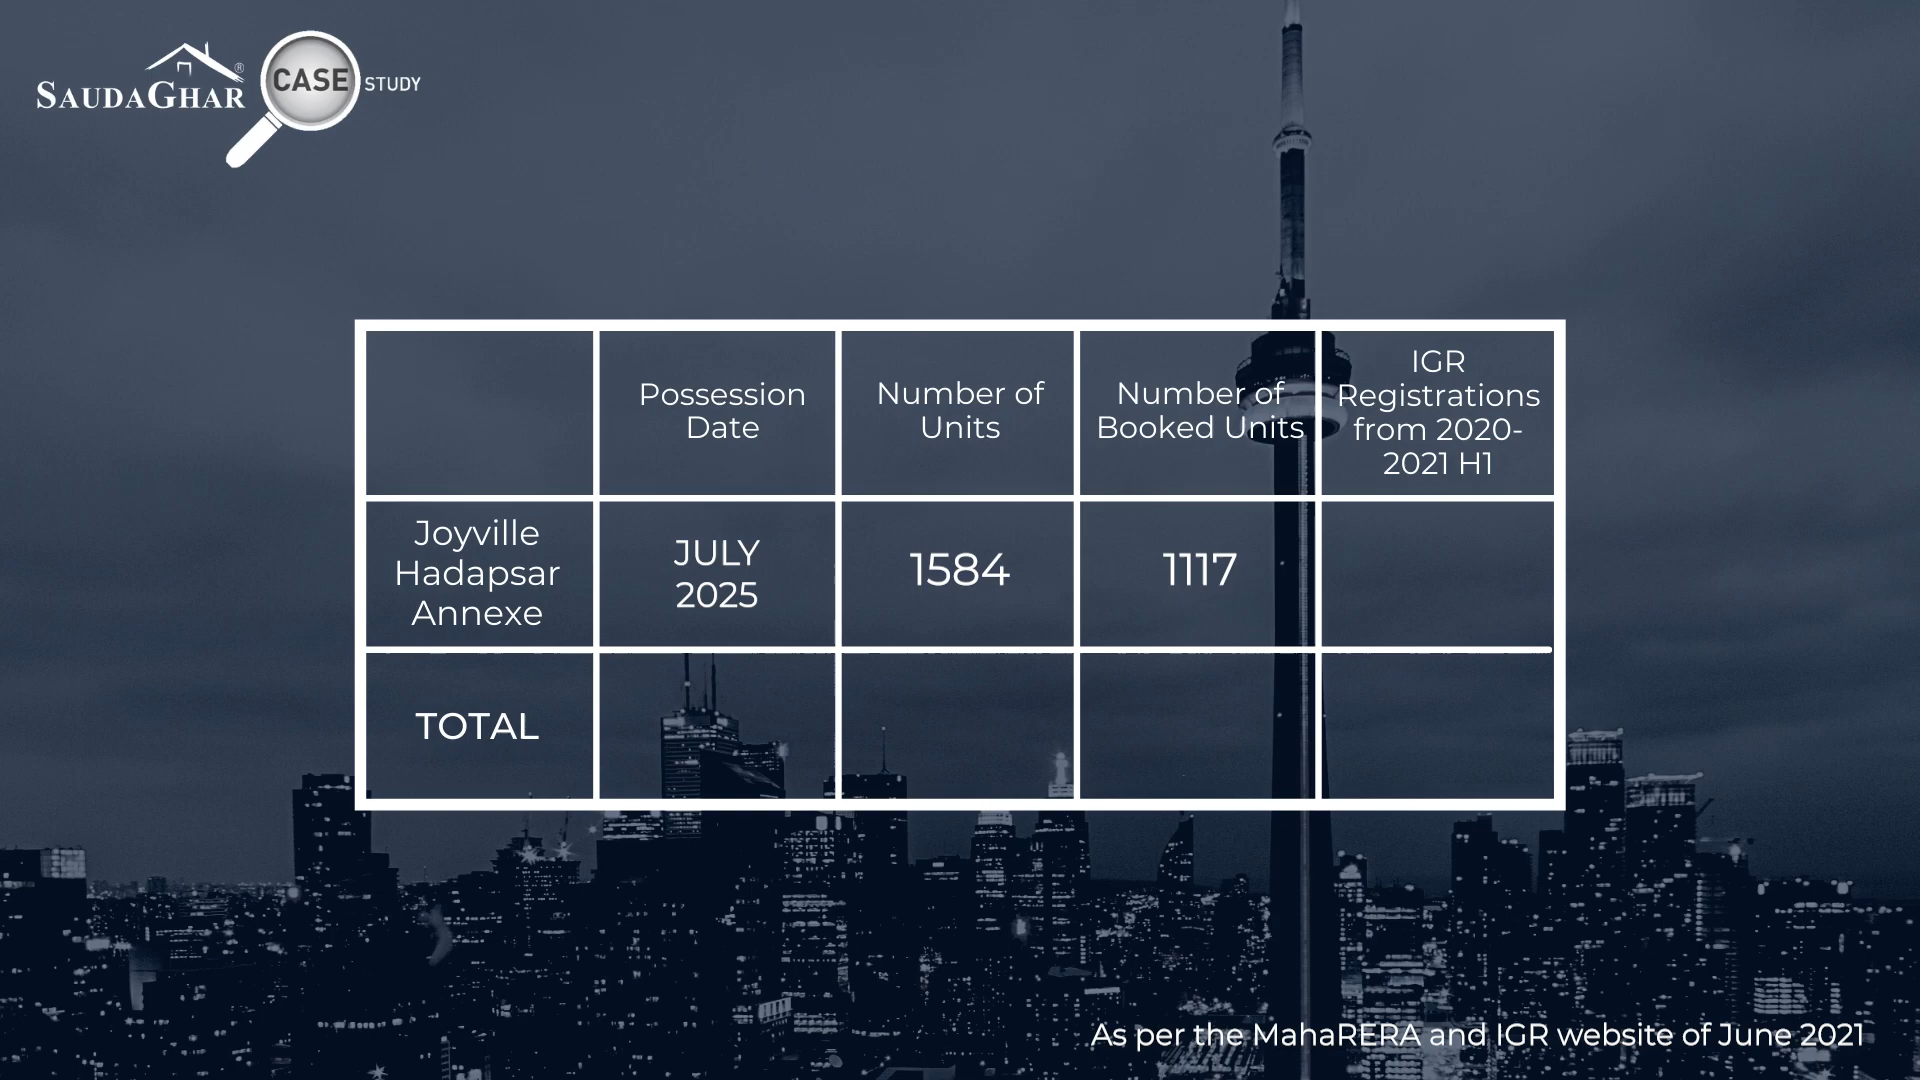 SAUDAGHAR®
CASE STUDY
Possession
Date
Number of
Units
Number of
Booked Units
IGR
Registrations
from 2020-
2021 H1
Joyville
Hadapsar
Annexe
JULY
2025
1584
1117
TOTAL
As per the MahaRERA and IGR website of June 2021